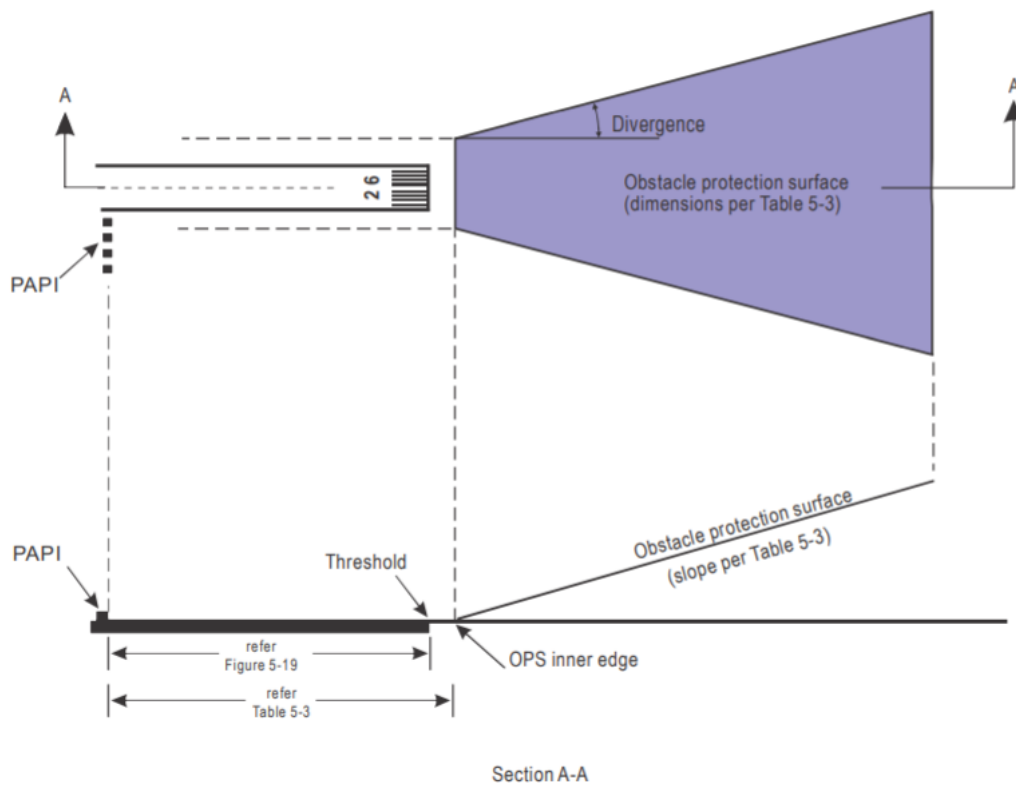 A
A
Divergence
26
Obstacle protection surface
(dimensions per Table 5-3)
PAPI
Obstacle protection surface
(slope per Table 5-3)
PAPI
Threshold
refer
Figure 5-19
OPS inner edge
refer
Table 5-3
Section A-A